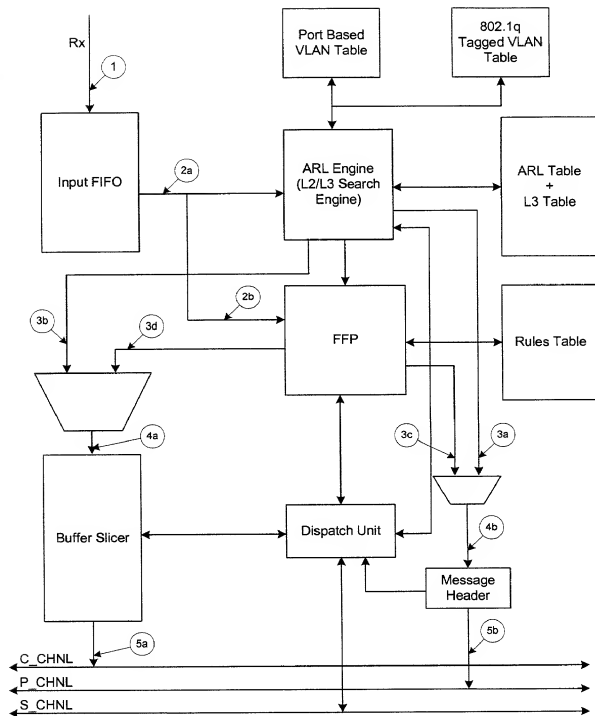 Rx
1
Port Based
VLAN Table
802.1q
Tagged VLAN
Table
Input FIFO
2a
ARL Engine
(L2/L3 Search
Engine)
ARL Table
+
L3 Table
3b
3d
2b
FFP
Rules Table
4a
3c
3a
Buffer Slicer
Dispatch Unit
4b
Message
Header
5a
5b
C_CHNL
P_CHNL
S_CHNL